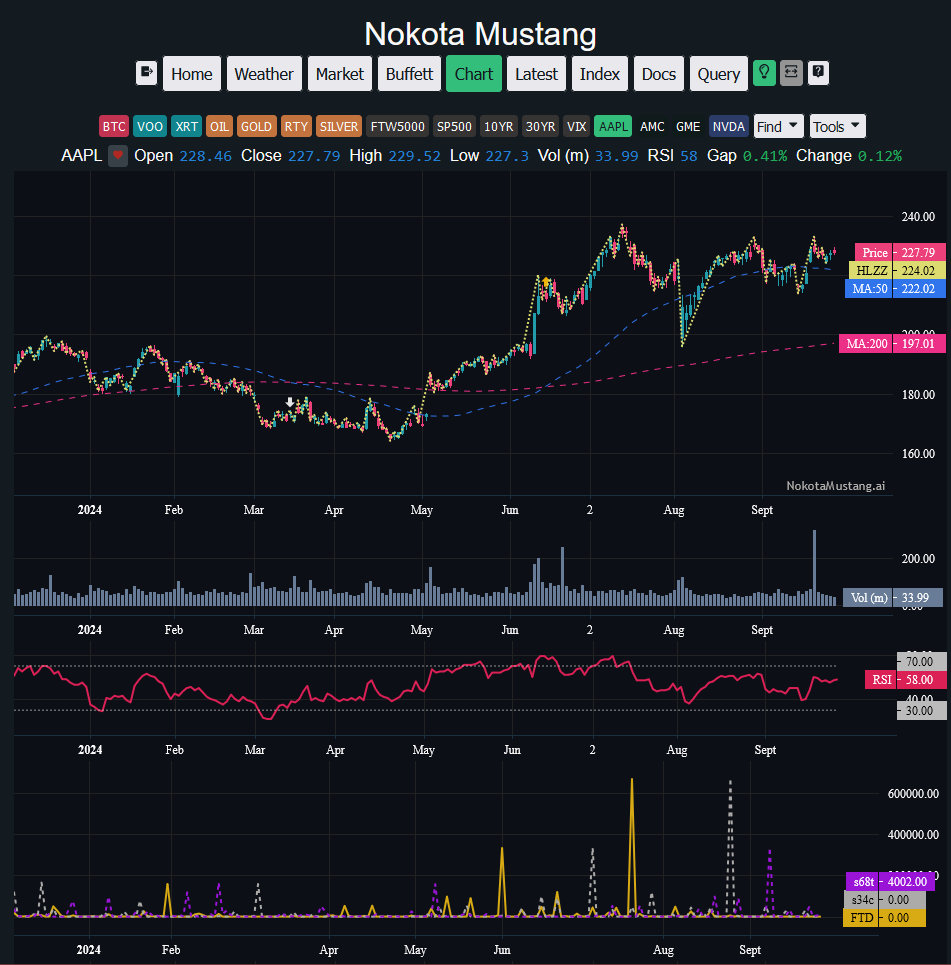 Nokota Mustang
Home Weather Market Buffett Chart Latest Index Docs Query
BTC VOO XRT OIL GOLD RTY SILVER FTW5000 SP500 10YR 30YR VIX AAPL AMC GME NVDA Find Tools
AAPL Open 228.46 Close 227.79 High 229.52 Low 227.3 Vol (m) 33.99 RSI 58 Gap 0.41% Change 0.12%
240.00
Price 227.79
HLZZ 224.02
MA:50 222.02
200.00
MA:200 197.01
180.00
160.00
NokotaMustang.ai
2024 Feb Mar Apr May Jun 2 Aug Sept
200.00
Vol (m) 33.99
0.00
2024 Feb Mar Apr May Jun 2 Aug Sept
70.00
RSI 58.00
40.00
30.00
2024 Feb Mar Apr May Jun 2 Aug Sept
600000.00
400000.00
s68t 4002.00
s34c 0.00
FTD 0.00
2024 Feb Apr Jun Aug Sept